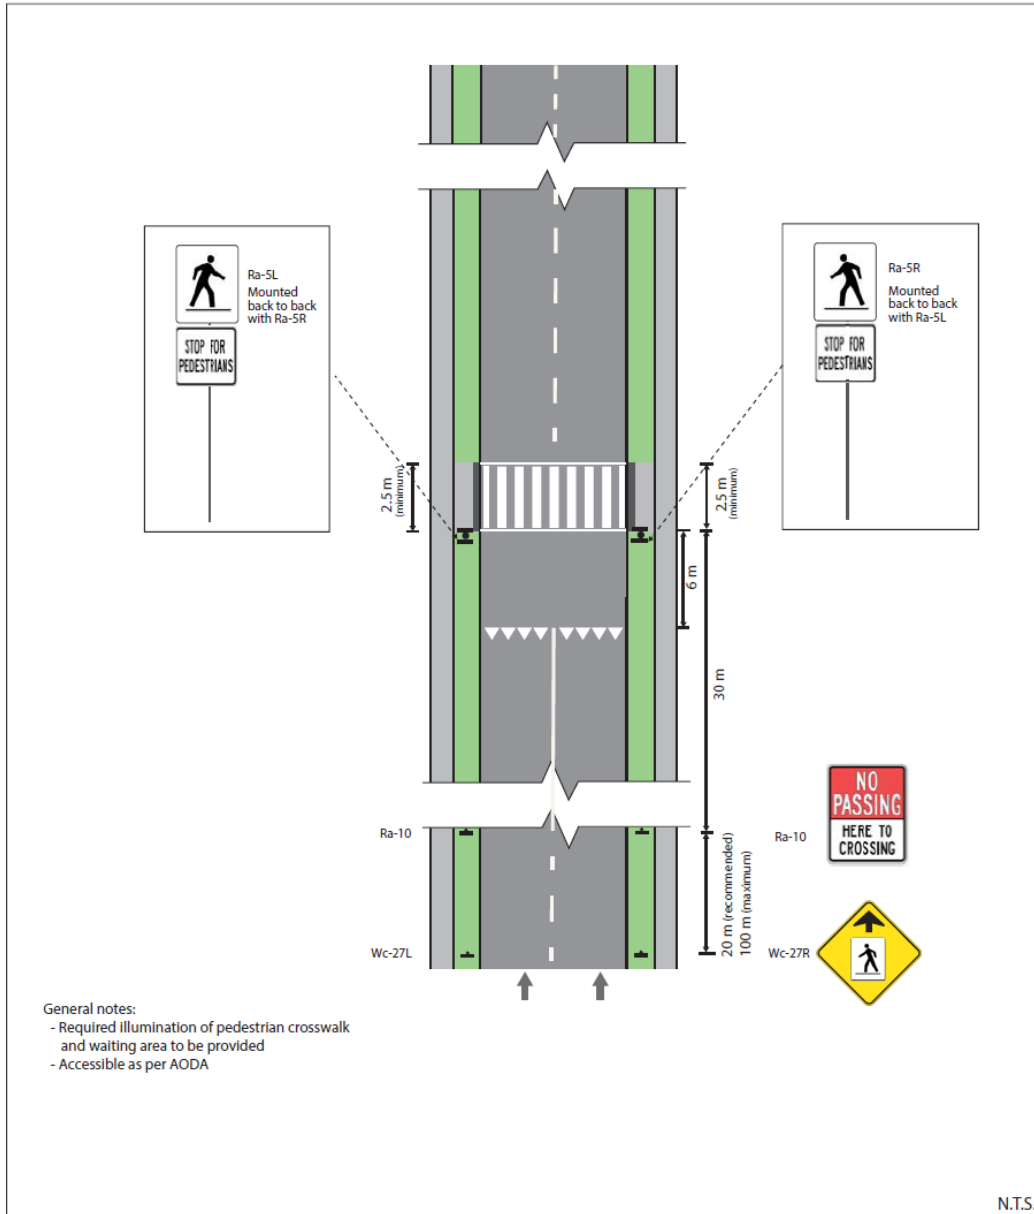 Ra-5L
Mounted
back to back
with Ra-5R
STOP FOR
PEDESTRIANS
Ra-5R
Mounted
back to back
with Ra-5L
STOP FOR
PEDESTRIANS
2.5 m
(minimum)
2.5 m
(minimum)
6 m
30 m
NO
PASSING
HERE TO
CROSSING
Ra-10
Ra-10
20 m (recommended)
100 m (maximum)
Wc-27L
Wc-27R
General notes:
- Required illumination of pedestrian crosswalk
and waiting area to be provided
- Accessible as per AODA
N.T.S.